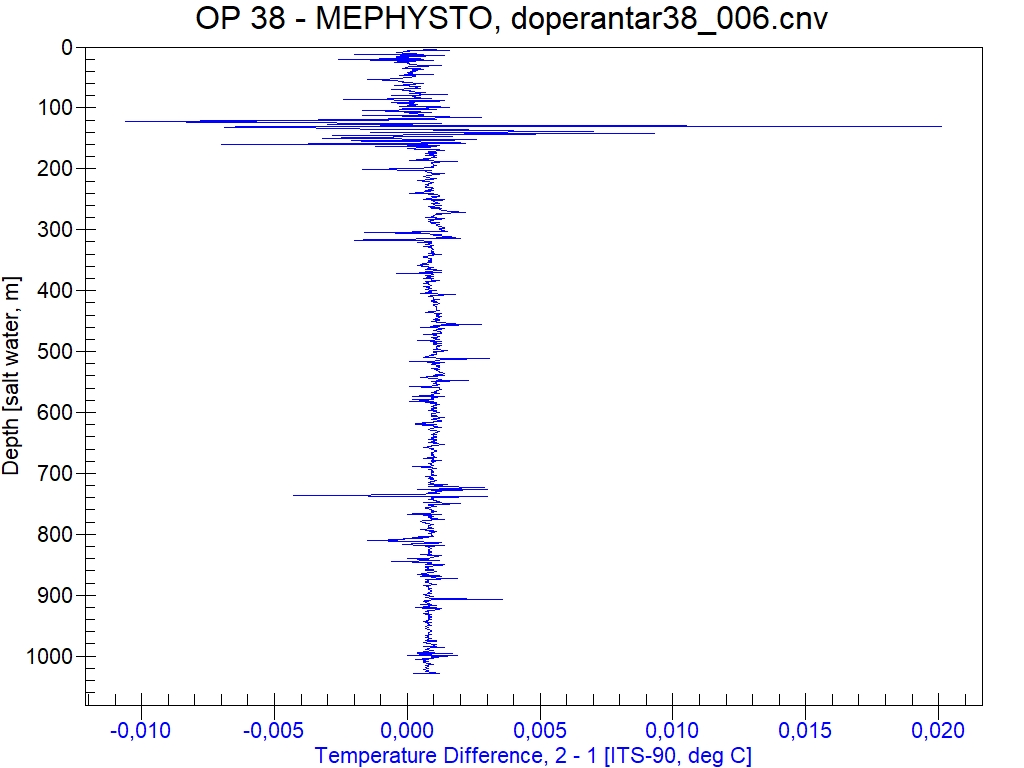 OP 38 - MEPHYSTO, doperantar38_006.cnv
0
100
200
300
400
500
600
700
800
900
1000
Depth [salt water, m]
-0,010 -0,005 0,000 0,005 0,010 0,015 0,020
Temperature Difference, 2 - 1 [ITS-90, deg C]